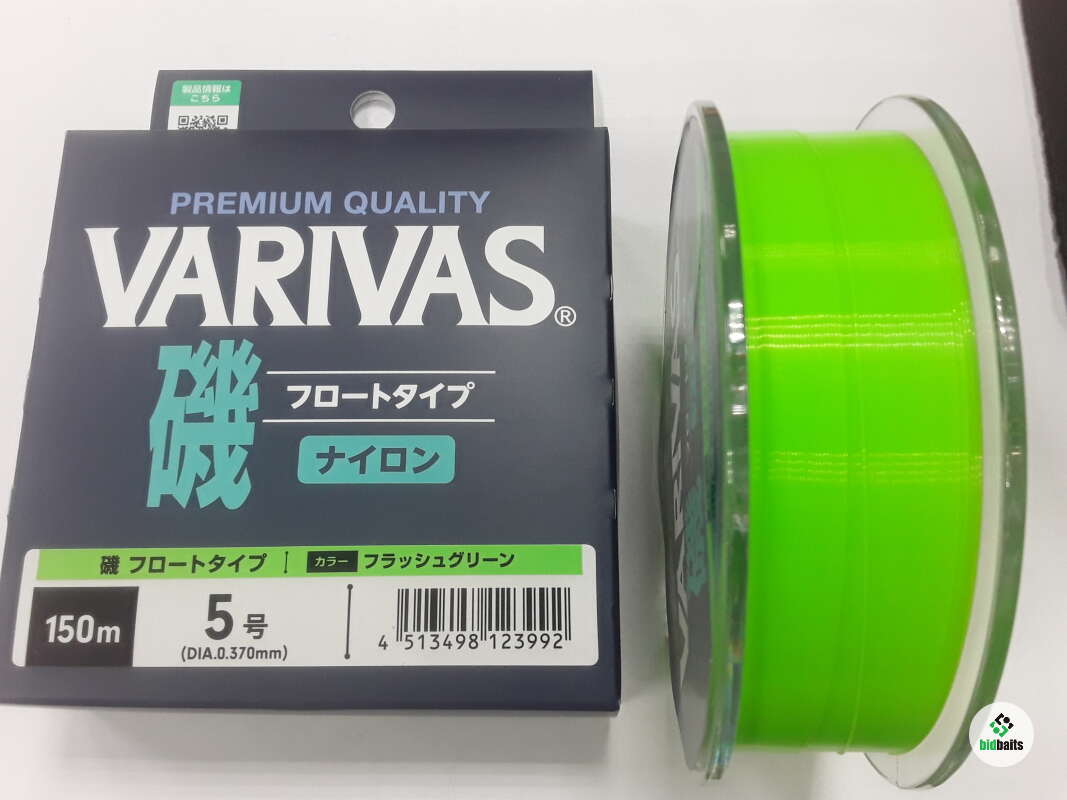 製品情報は
こちら
PREMIUM QUALITY
VARIVAS®
磯
フロートタイプ
ナイロン
磯 フロートタイプ カラー フラッシュグリーン
150m
5号
(DIA.0.370mm)
4 513498 123992
VARIVAS
bidbaits